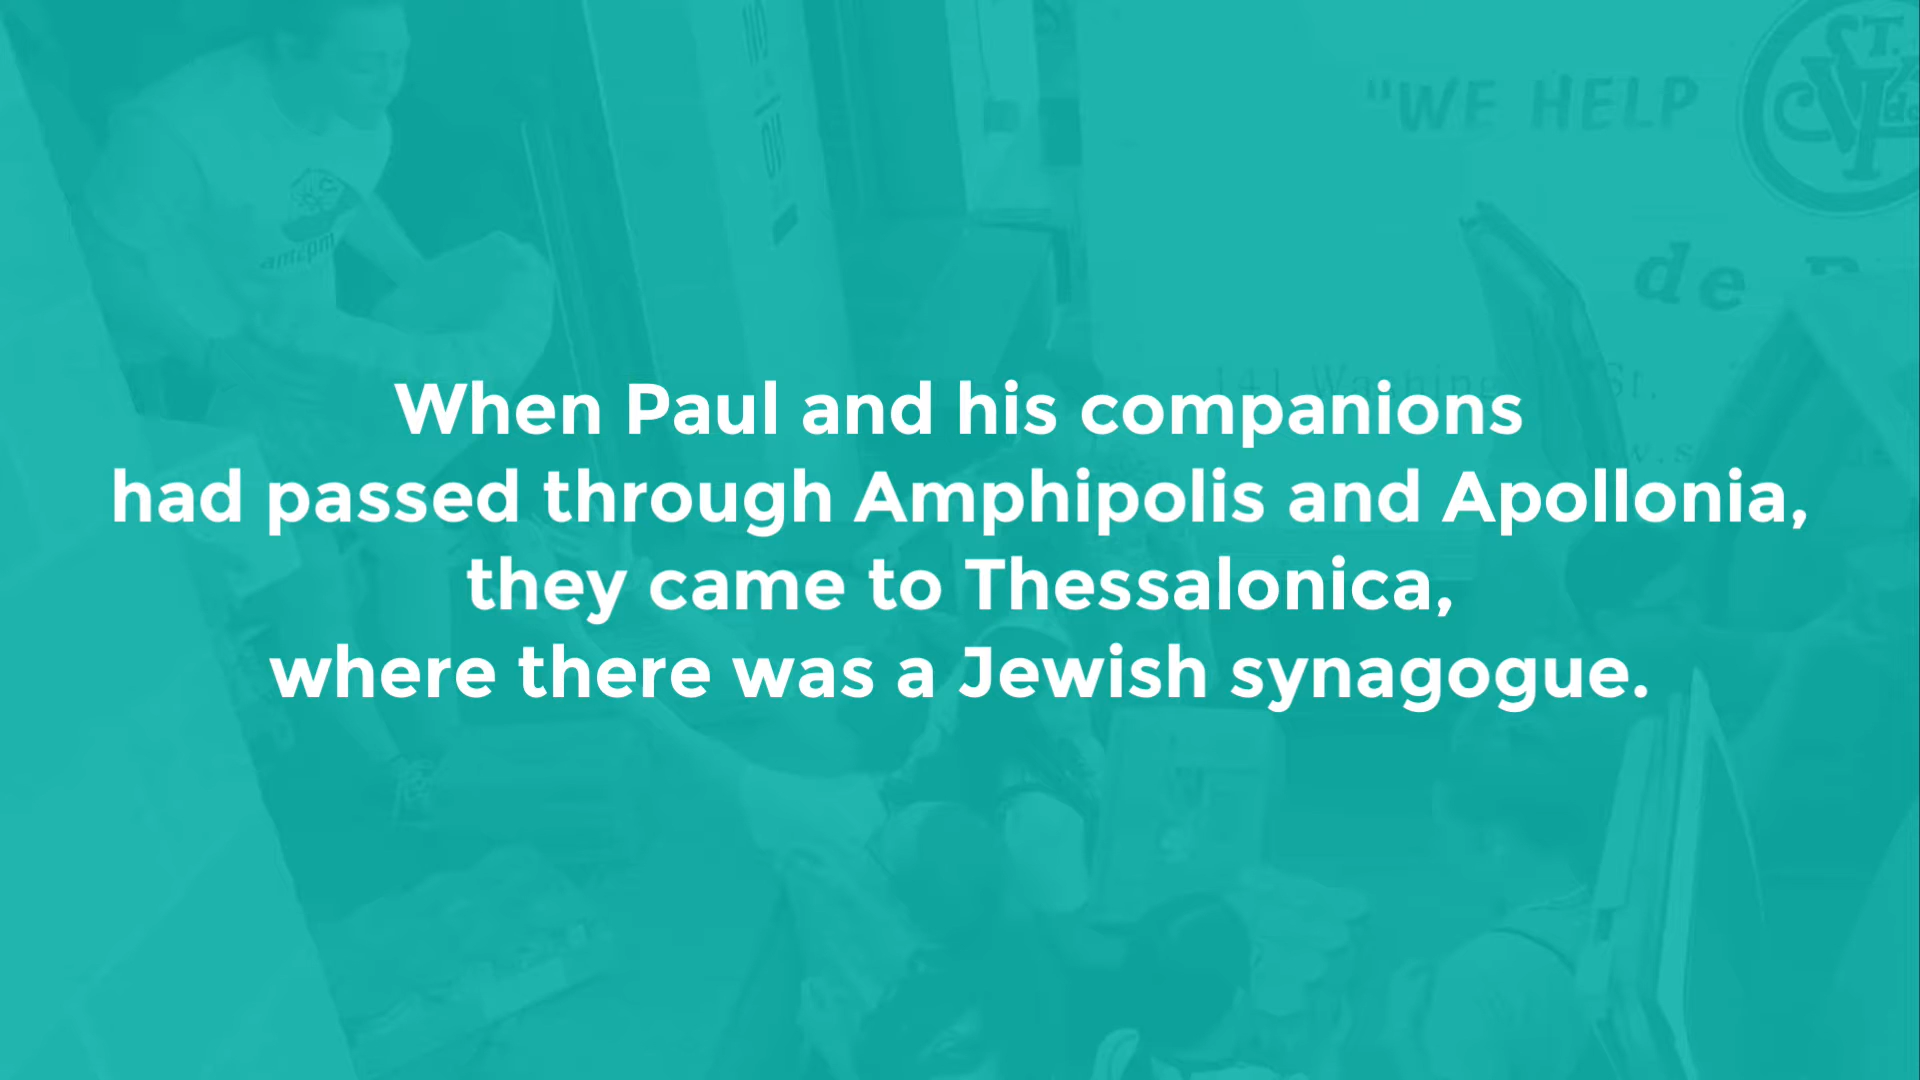 "WE HELP
ST.
de
When Paul and his companions
had passed through Amphipolis and Apollonia,
they came to Thessalonica,
where there was a Jewish synagogue.